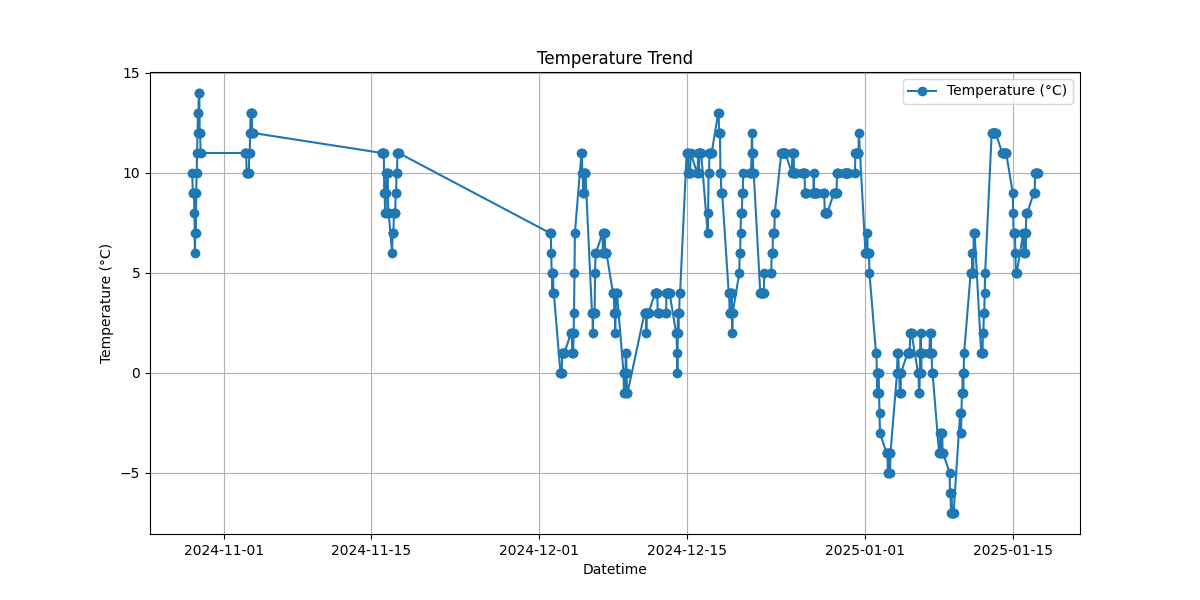 Temperature Trend
Temperature (°C)
15
10
5
0
−5
Temperature (°C)
2024-11-01
2024-11-15
2024-12-01
2024-12-15
2025-01-01
2025-01-15
Datetime